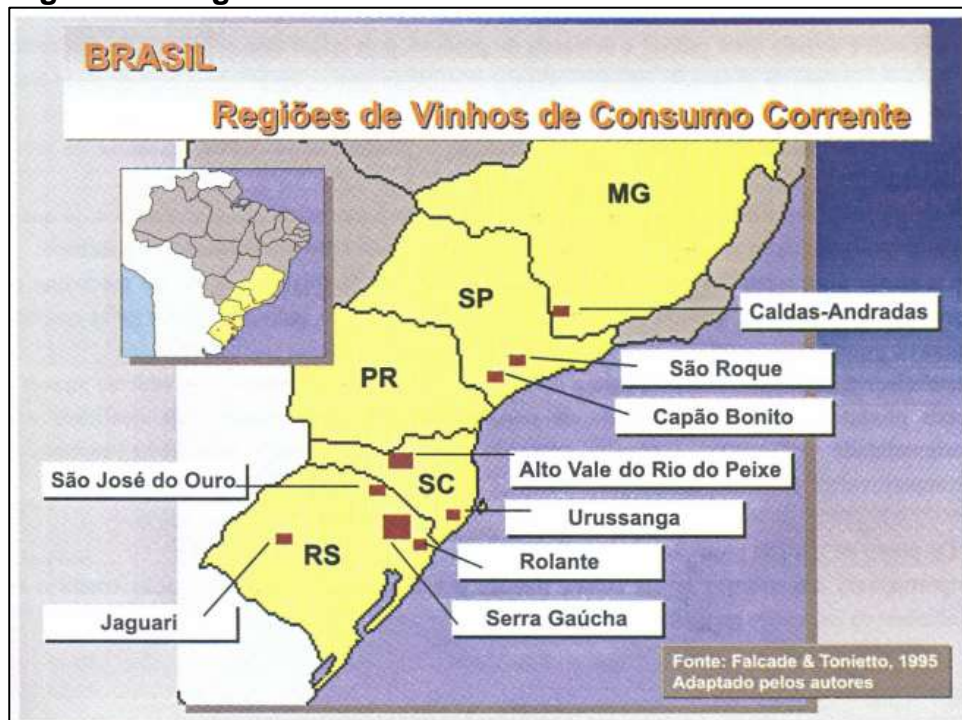 BRASIL
Regiões de Vinhos de Consumo Corrente
MG
SP
Caldas-Andradas
PR
São Roque
Capão Bonito
Alto Vale do Rio do Peixe
São José do Ouro
SC
Urussanga
RS
Rolante
Jaguari
Serra Gaúcha
Fonte: Falcade & Tonietto, 1995
Adaptado pelos autores